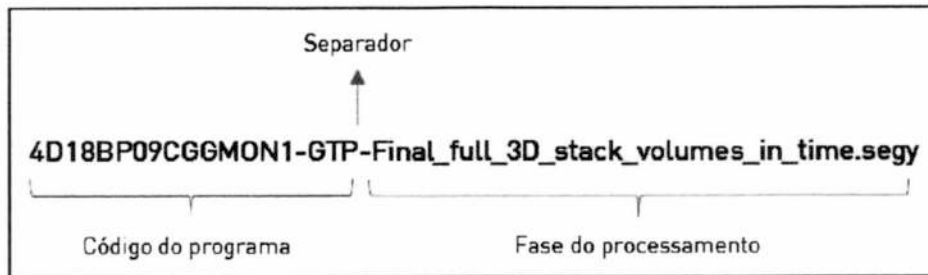 Separador
4D18BP09CGGMON1-GTP-Final_full_3D_stack_volumes_in_time.segy
Código do programa
Fase do processamento